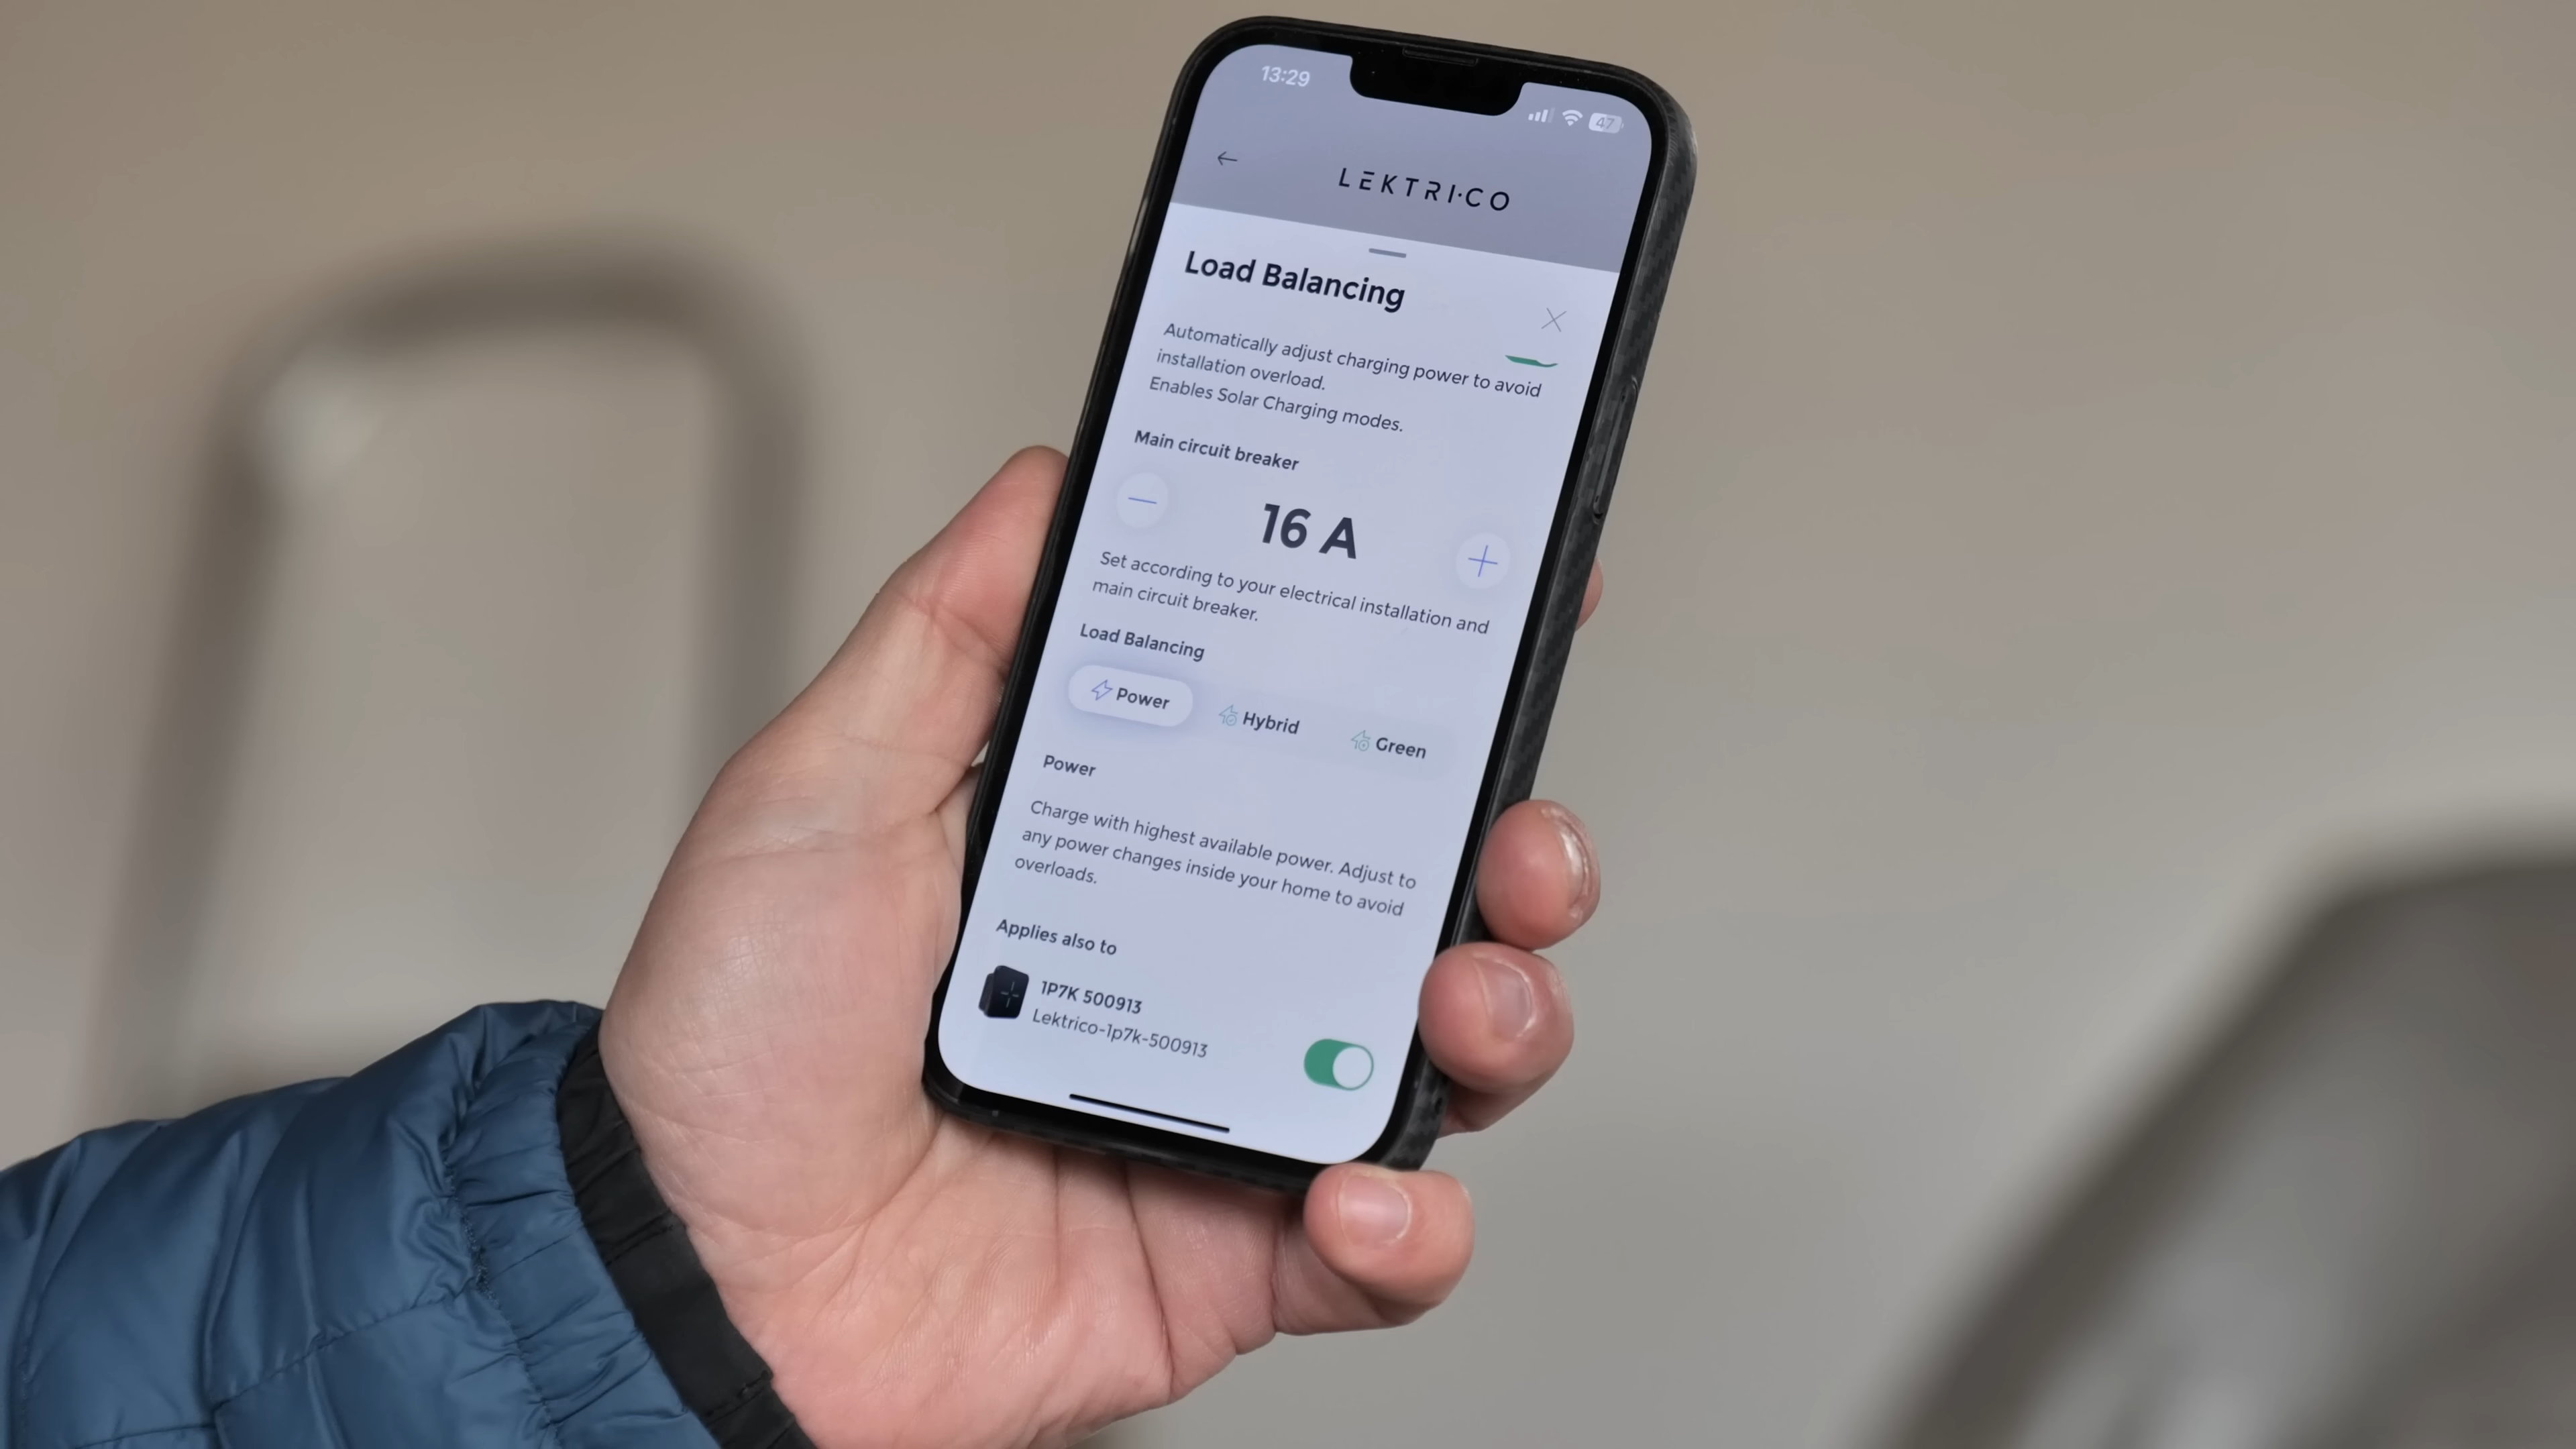 13:29
47
LEKTRI·CO
Load Balancing
Automatically adjust charging power to avoid
installation overload.
Enables Solar Charging modes.
Main circuit breaker
16 A
Set according to your electrical installation and
main circuit breaker.
Load Balancing
Power
Hybrid
Green
Power
Charge with highest available power. Adjust to
any power changes inside your home to avoid
overloads.
Applies also to
1P7K 500913
Lektrico-1p7k-500913